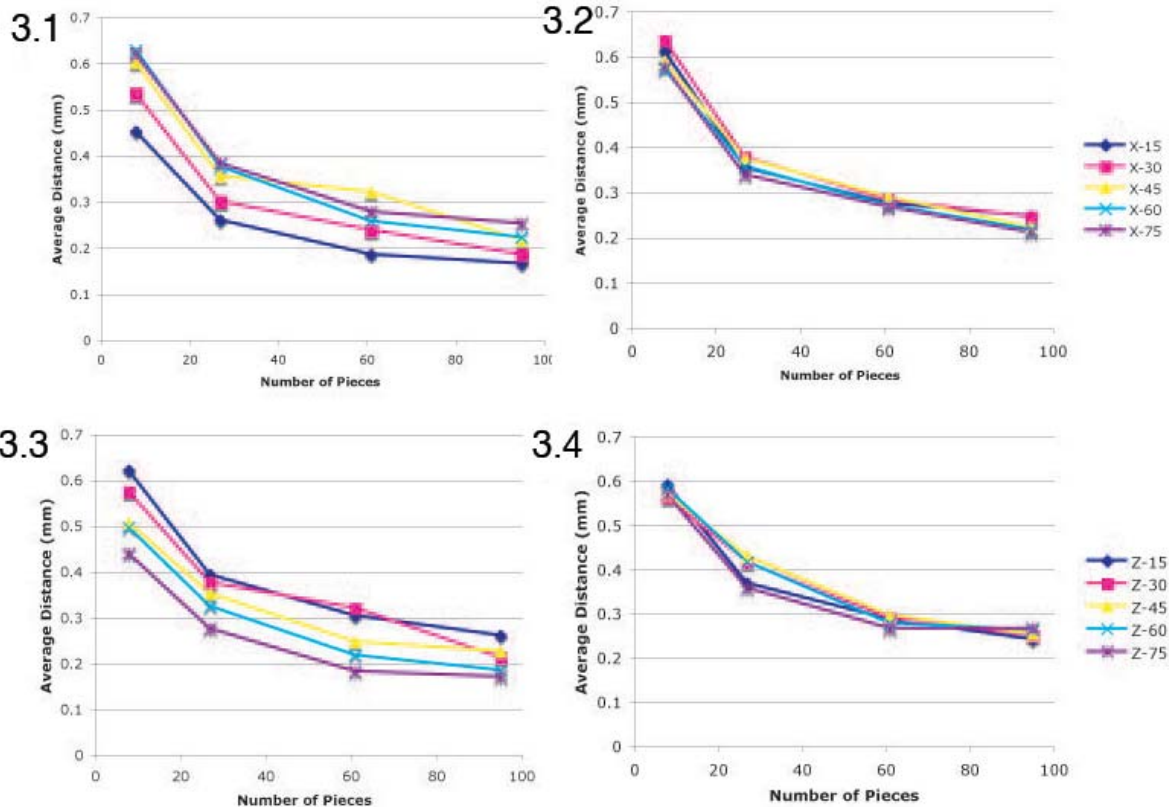 3.1
0.7
0.6
0.5
0.4
0.3
0.2
0.1
0
Average Distance (mm)
0 20 40 60 80 100
Number of Pieces
3.2
0.7
0.6
0.5
0.4
0.3
0.2
0.1
0
Average Distance (mm)
0 20 40 60 80 100
Number of Pieces
X-15
X-30
X-45
X-60
X-75
3.3
0.7
0.6
0.5
0.4
0.3
0.2
0.1
0
Average Distance (mm)
0 20 40 60 80 100
Number of Pieces
3.4
0.7
0.6
0.5
0.4
0.3
0.2
0.1
0
Average Distance (mm)
0 20 40 60 80 100
Number of Pieces
Z-15
Z-30
Z-45
Z-60
Z-75